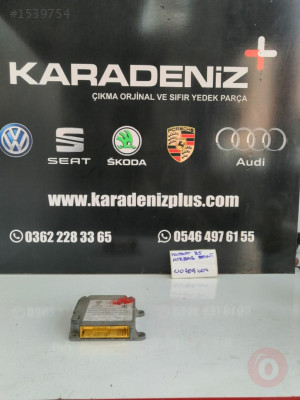 #1539754
KARADENİZ
ÇIKMA ORJİNAL VE SIFIR YEDEK PARÇA
SEAT
ŠKODA
PORSCHE
Audi
www.karadenizplus.com
0362 228 33 65
0546 497 61 55